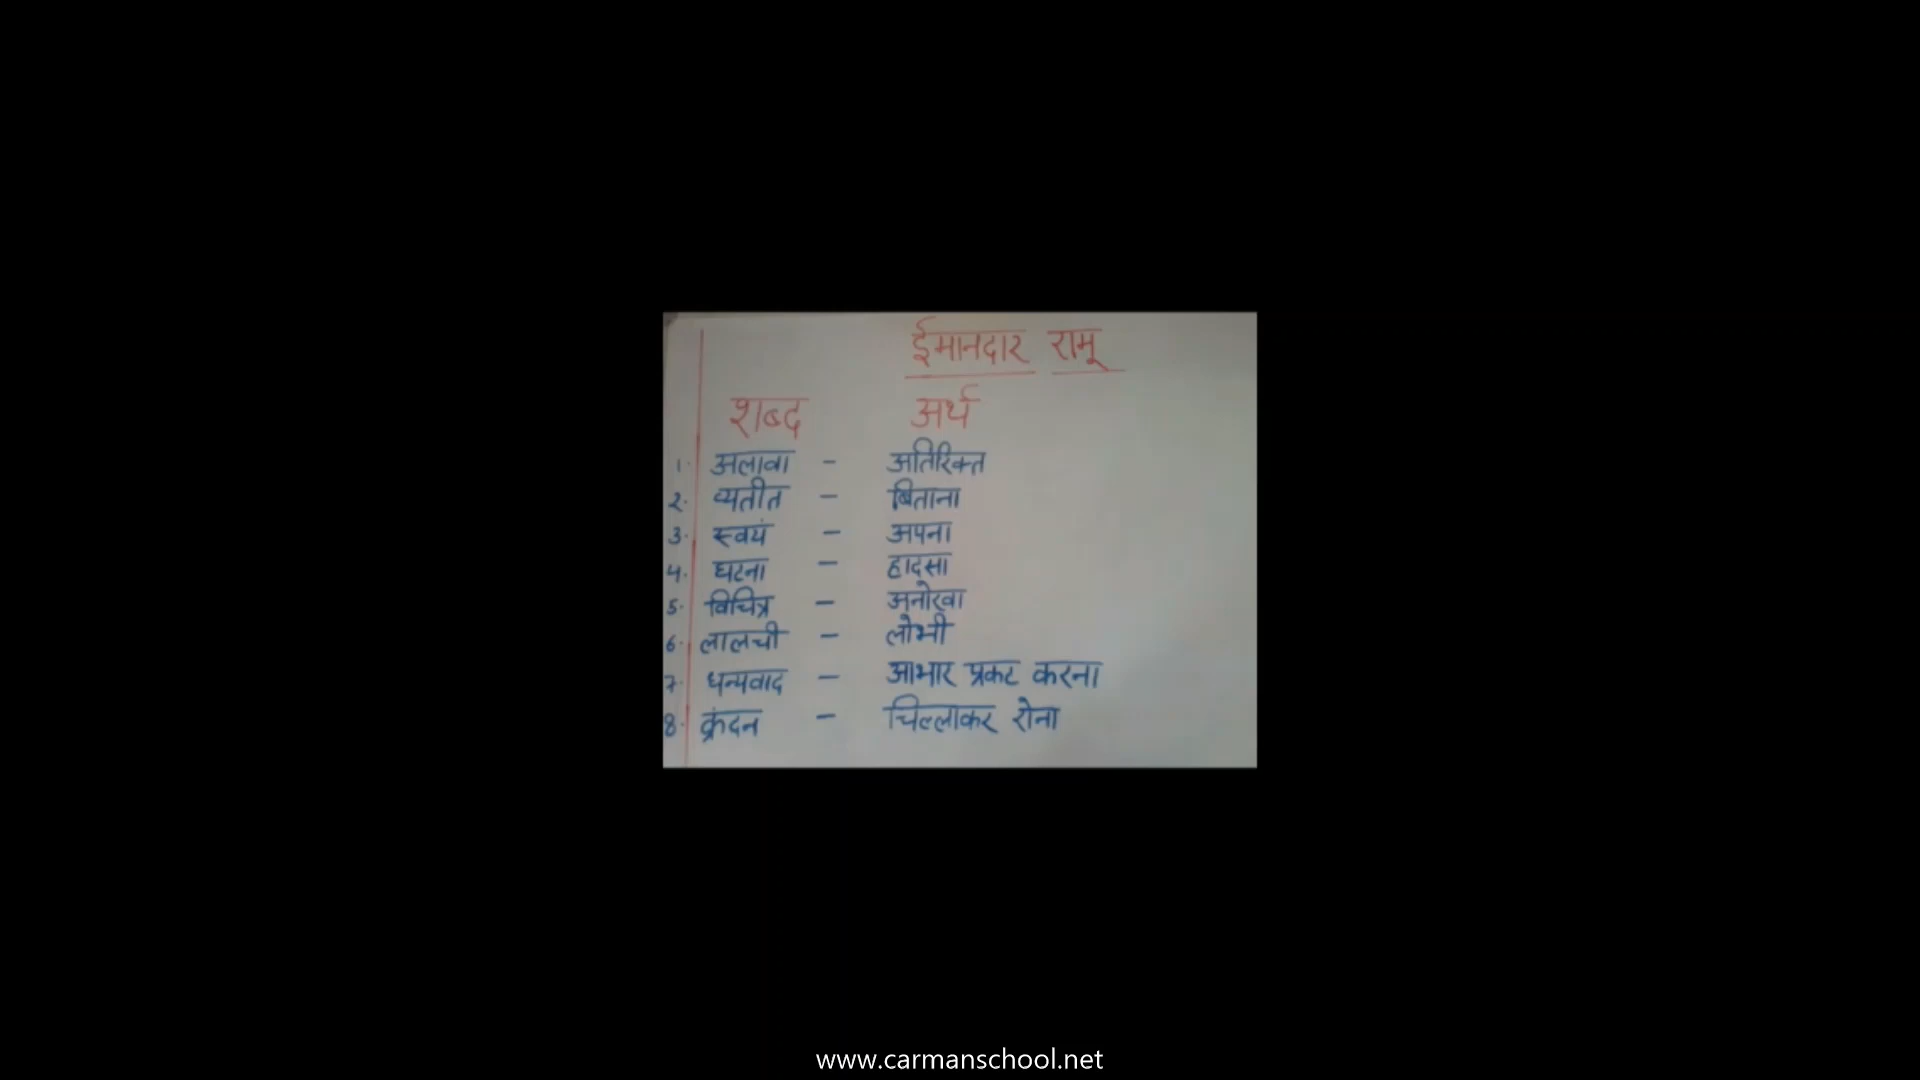 ईमानदार रामू
शब्द अर्थ
1. अलावा - अतिरिक्त
2. व्यतीत - बिताना
3. स्वयं - अपना
4. घटना - हादसा
5. विचित्र - अनोखा
6. लालची - लोभी
7. धन्यवाद - आभार प्रकट करना
8. क्रंदन - चिल्लाकर रोना
www.carmanschool.net